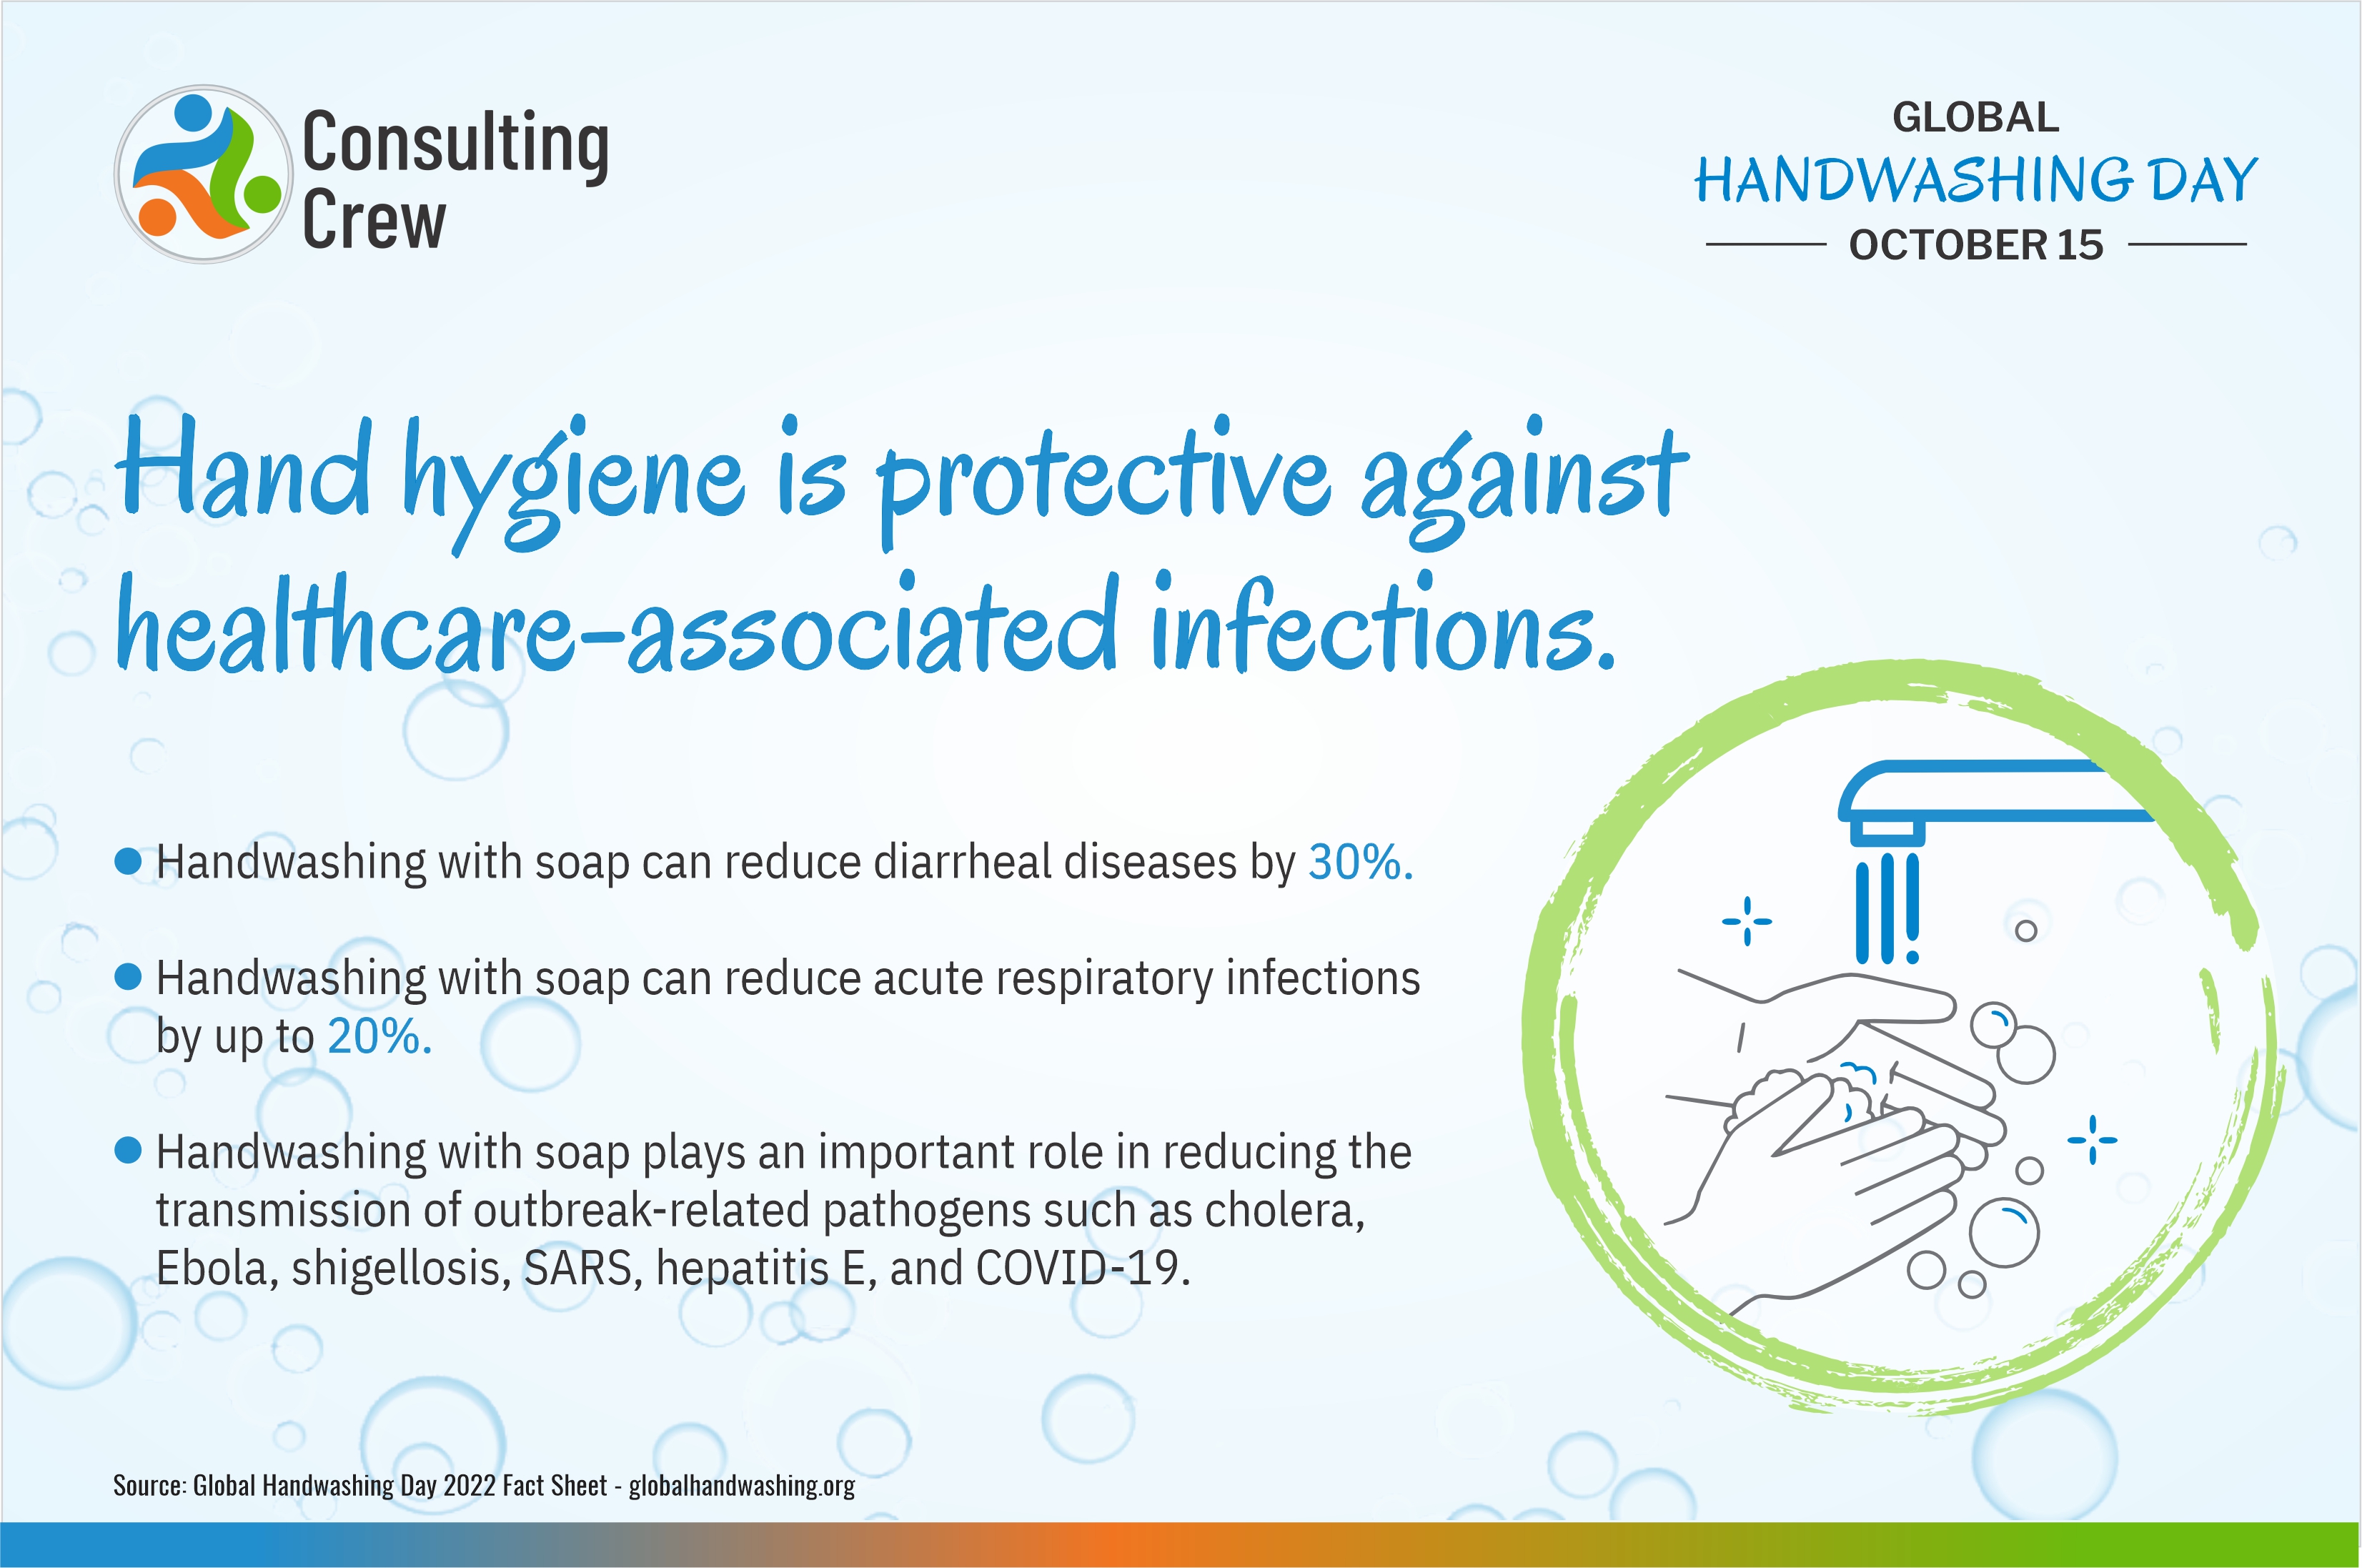 Consulting
Crew
GLOBAL
HANDWASHING DAY
OCTOBER 15
Hand hygiene is protective against
healthcare-associated infections.
Handwashing with soap can reduce diarrheal diseases by 30%.
Handwashing with soap can reduce acute respiratory infections
by up to 20%.
Handwashing with soap plays an important role in reducing the
transmission of outbreak-related pathogens such as cholera,
Ebola, shigellosis, SARS, hepatitis E, and COVID-19.
Source: Global Handwashing Day 2022 Fact Sheet - globalhandwashing.org